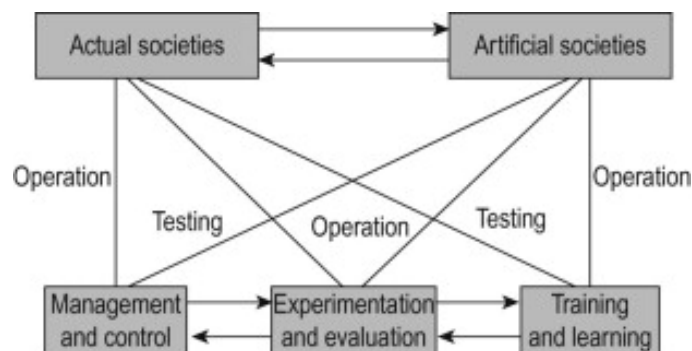 Actual societies
Artificial societies
Operation
Operation
Testing
Operation
Testing
Management
and control
Experimentation
and evaluation
Training
and learning